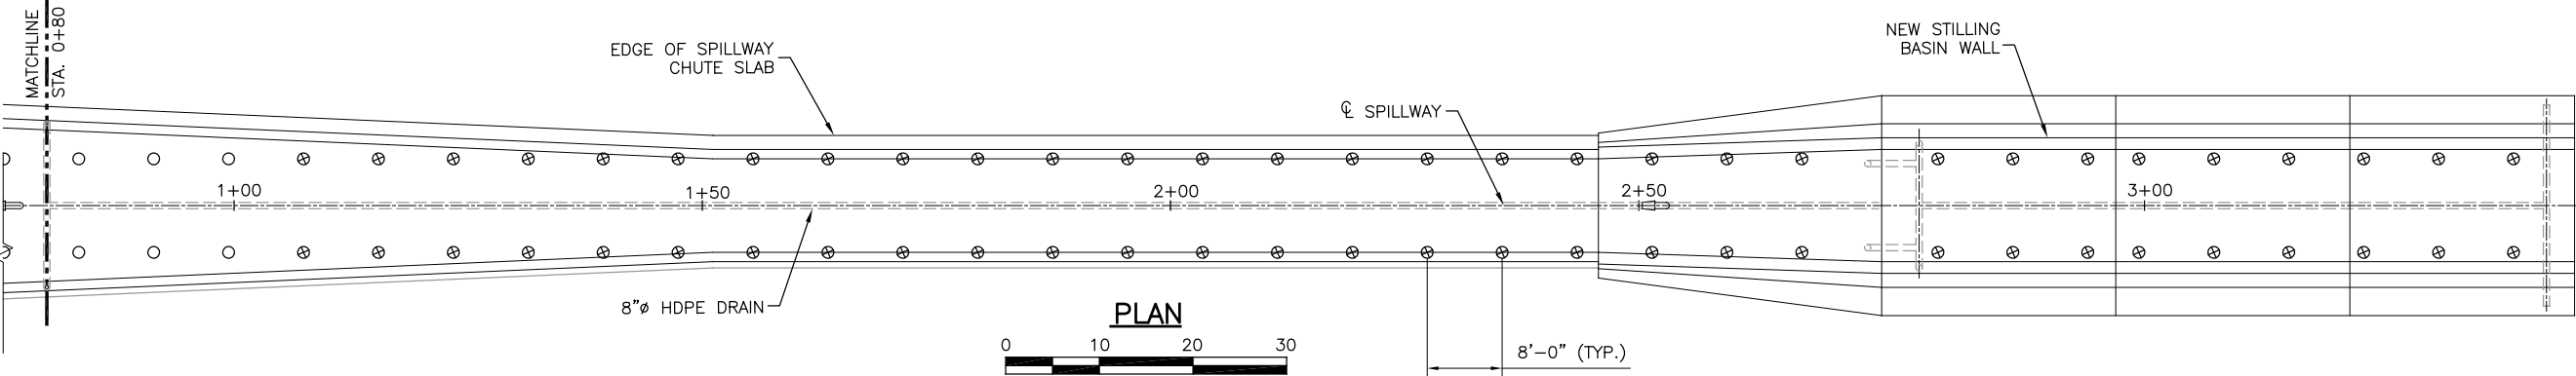 MATCHLINE
STA. 0+80
EDGE OF SPILLWAY
CHUTE SLAB
℄ SPILLWAY
NEW STILLING
BASIN WALL
1+00
1+50
2+00
2+50
3+00
8"ø HDPE DRAIN
PLAN
0 10 20 30
8'-0" (TYP.)